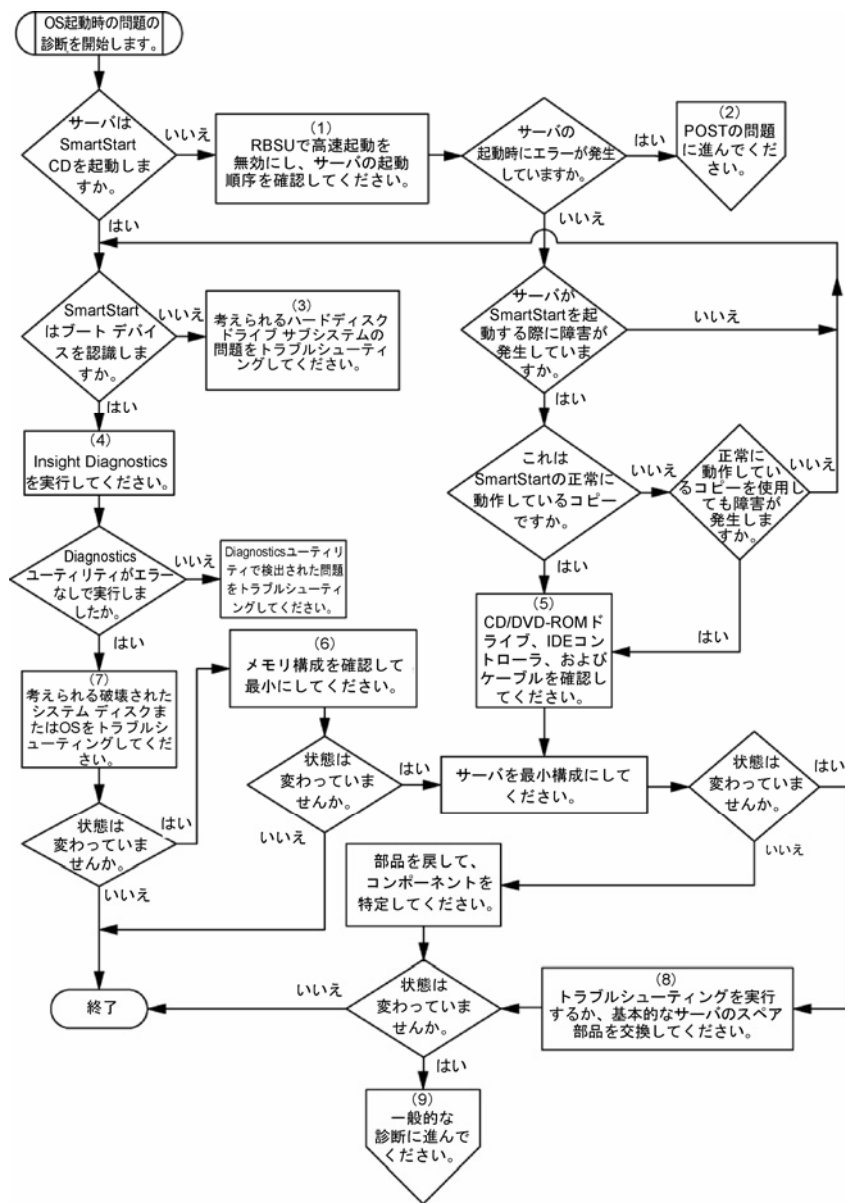 OS起動時の問題の
診断を開始します。
サーバは
SmartStart
CDを起動しま
すか。
いいえ
(1)
RBSUで高速起動を
無効にし、サーバの起動
順序を確認してください。
サーバの
起動時にエラーが発生
していますか。
はい
(2)
POSTの問題
に進んでくだ
さい。
はい
いいえ
SmartStart
はブート デバイ
スを認識しま
すか。
いいえ
(3)
考えられるハードディスク
ドライブ サブシステムの
問題をトラブルシューティ
ングしてください。
サーバが
SmartStartを起
動する際に障害が
発生していま
すか。
いいえ
はい
はい
(4)
Insight Diagnostics
を実行してください。
これは
SmartStartの正常に
動作しているコピー
ですか。
いいえ
正常に
動作してい
るコピーを使用し
ても障害が
発生しま
すか。
いいえ
Diagnostics
ユーティリティがエラー
なしで実行しま
したか。
いいえ
Diagnosticsユーティリ
ティで検出された問題
をトラブルシューティ
ングしてください。
はい
(5)
CD/DVD-ROMド
ライブ、IDEコント
ローラ、および
ケーブルを確認し
てください。
はい
はい
(6)
メモリ構成を確認して
最小にしてください。
(7)
考えられる破壊された
システム ディスクま
たはOSをトラブルシ
ューティングしてくだ
さい。
状態は
変わっていま
せんか。
はい
サーバを最小構成にして
ください。
状態は
変わっていま
せんか。
はい
状態は
変わっていま
せんか。
はい
いいえ
いいえ
いいえ
部品を戻して、
コンポーネントを
特定してください。
終了
いいえ
状態は
変わっていま
せんか。
(8)
トラブルシューティングを実行
するか、基本的なサーバのスペア
部品を交換してください。
はい
(9)
一般的な
診断に進んで
ください。